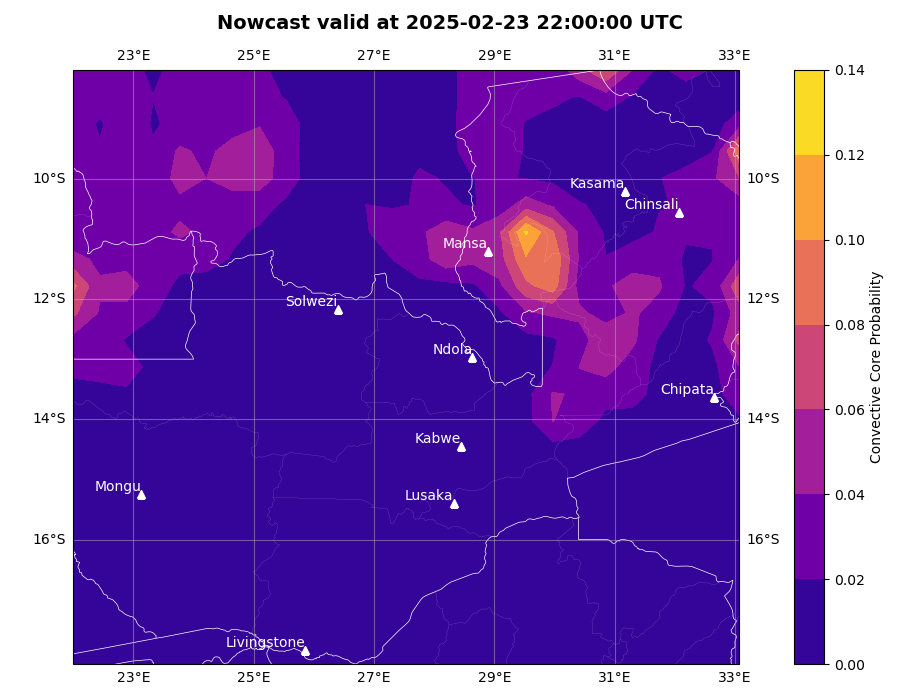 Nowcast valid at 2025-02-23 22:00:00 UTC
23°E 25°E 27°E 29°E 31°E 33°E
0.14
0.12
10°S Kasama 10°S
Chinsali
0.10
Mansa
12°S Solwezi 12°S
0.08
Ndola
Chipata
0.06
14°S 14°S
Kabwe
Mongu Lusaka
0.04
16°S 16°S
0.02
Livingstone
0.00
23°E 25°E 27°E 29°E 31°E 33°E
Convective Core Probability